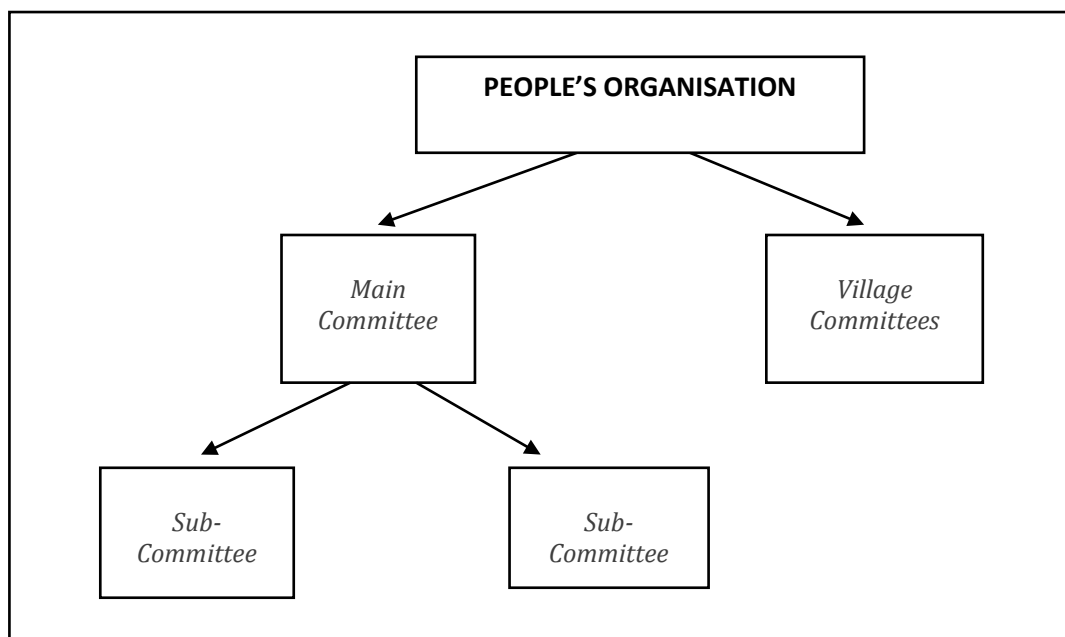 PEOPLE’S ORGANISATION
Main
Committee
Village
Committees
Sub-
Committee
Sub-
Committee